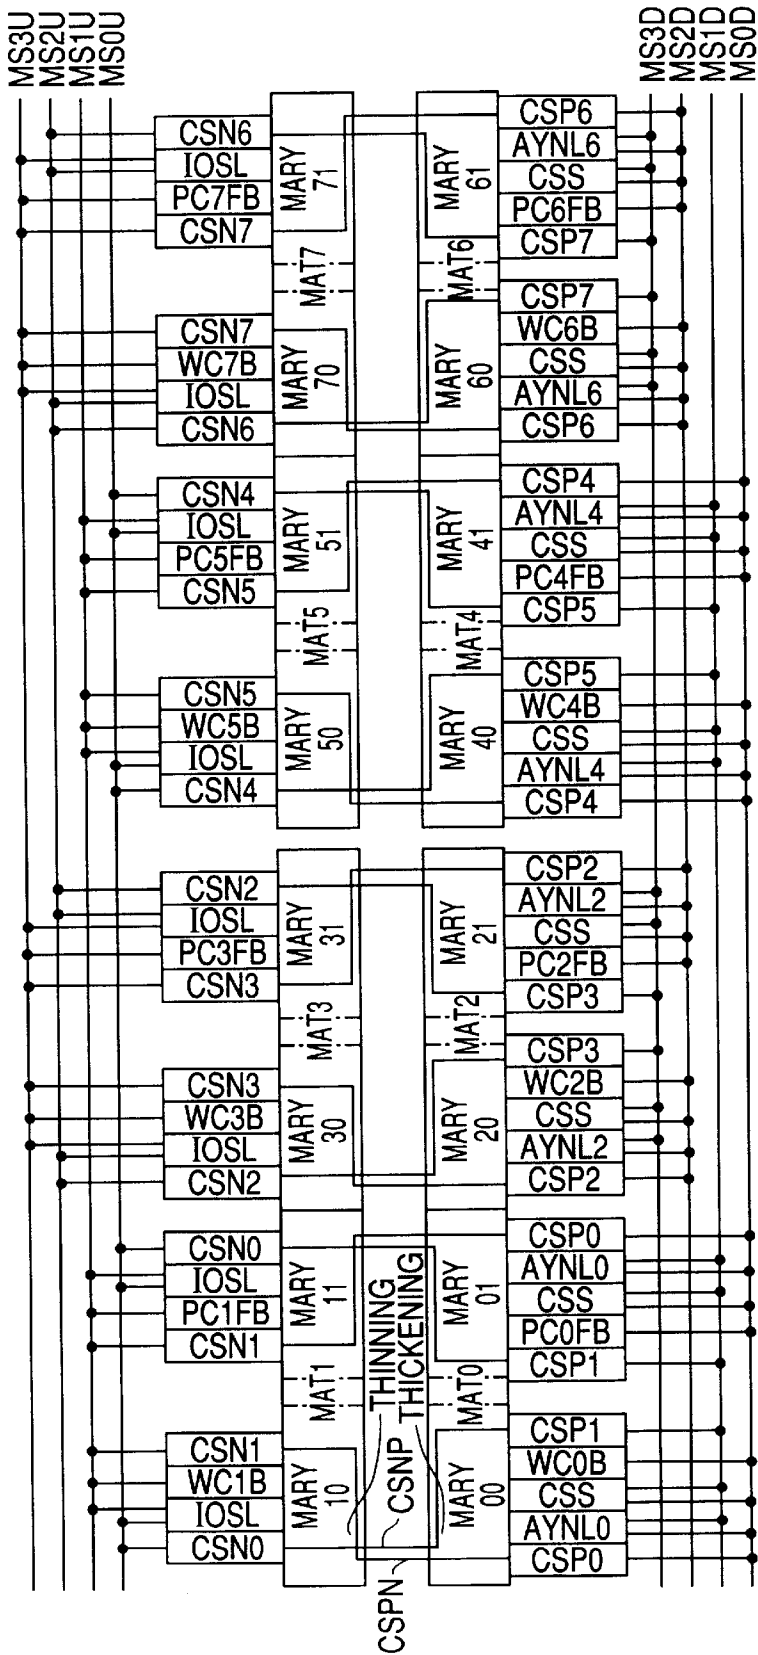 MS3U
MS2U
MS1U
MS0U
MS3D
MS2D
MS1D
MS0D
CSN6
IOSL
PC7FB
CSN7
MARY
71
MARY
61
CSP6
AYNL6
CSS
PC6FB
CSP7
MAT7
MAT6
CSN7
WC7B
IOSL
CSN6
MARY
70
MARY
60
CSP7
WC6B
CSS
AYNL6
CSP6
CSN4
IOSL
PC5FB
CSN5
MARY
51
MARY
41
CSP4
AYNL4
CSS
PC4FB
CSP5
MAT5
MAT4
CSN5
WC5B
IOSL
CSN4
MARY
50
MARY
40
CSP5
WC4B
CSS
AYNL4
CSP4
CSN2
IOSL
PC3FB
CSN3
MARY
31
MARY
21
CSP2
AYNL2
CSS
PC2FB
CSP3
MAT3
MAT2
CSN3
WC3B
IOSL
CSN2
MARY
30
MARY
20
CSP3
WC2B
CSS
AYNL2
CSP2
CSN0
IOSL
PC1FB
CSN1
MARY
11
THINNING
THICKENING
MARY
01
CSP0
AYNL0
CSS
PC0FB
CSP1
MAT1
MAT0
CSN1
WC1B
IOSL
CSN0
MARY
10
CSNP
MARY
00
CSP1
WC0B
CSS
AYNL0
CSP0
CSPN